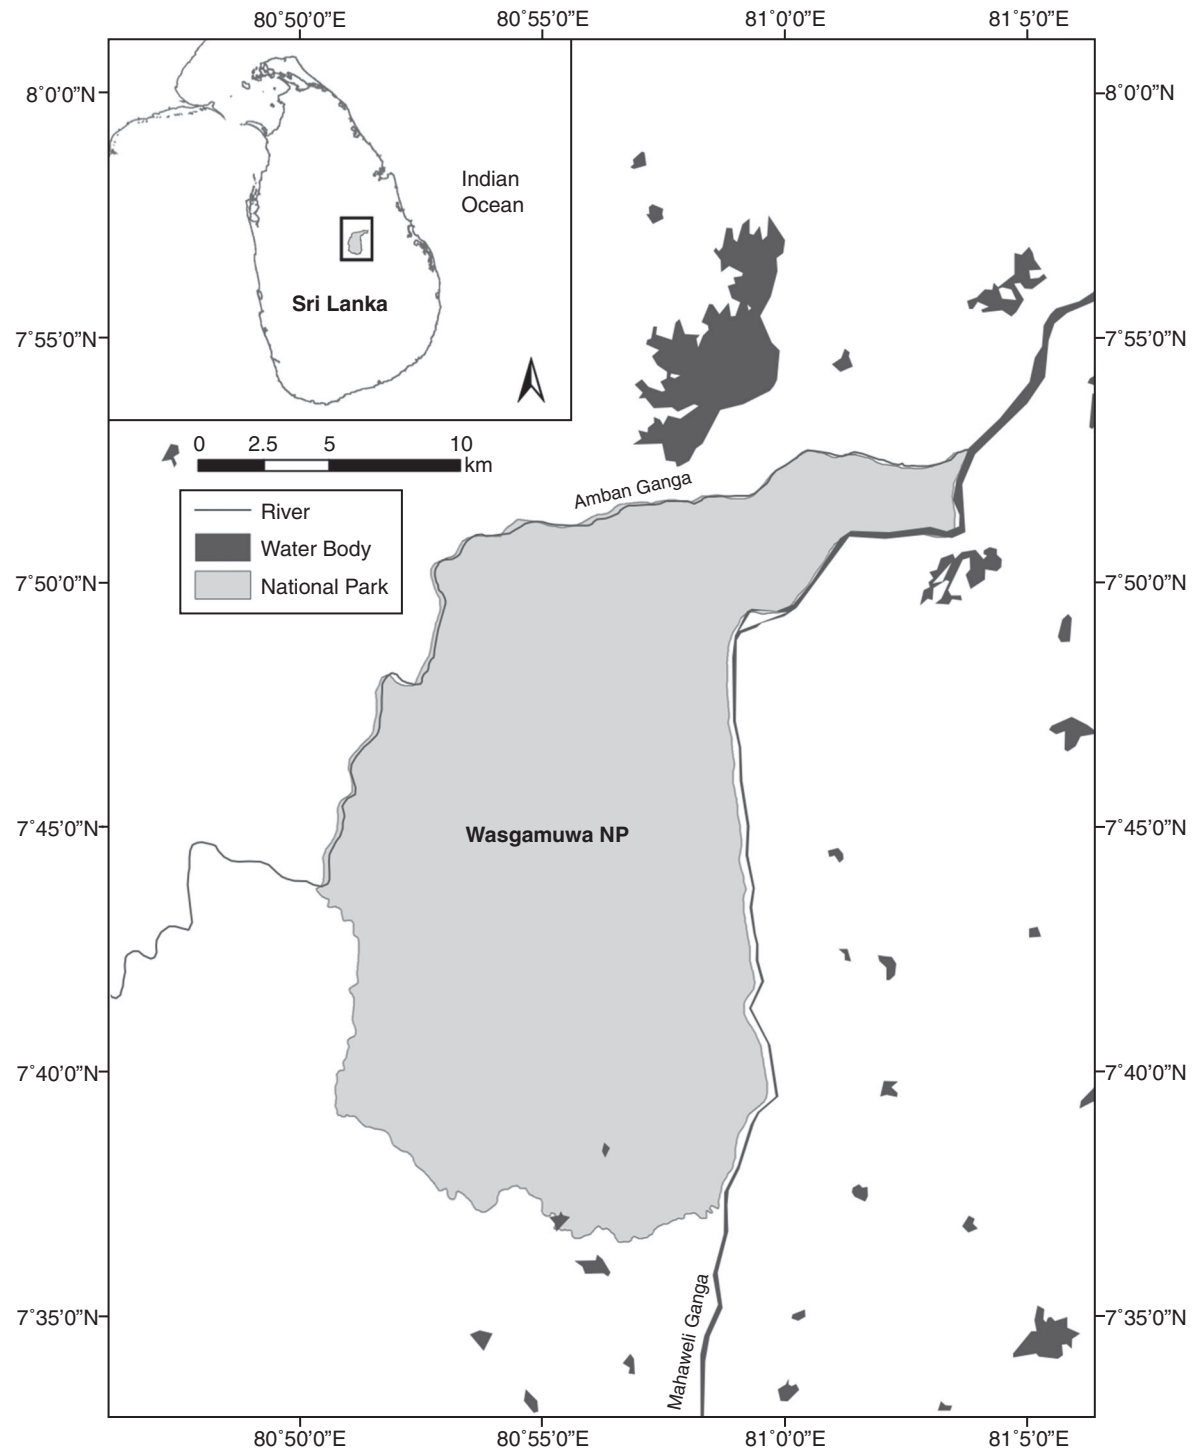 80˚50’0”E 80˚55’0”E 81˚0’0”E 81˚5’0”E
8˚0’0”N
8˚0’0”N
Indian
Ocean
Sri Lanka
7˚55’0”N
7˚55’0”N
0 2.5 5 10
km
Amban Ganga
River
Water Body
National Park
7˚50’0”N
7˚50’0”N
Wasgamuwa NP
7˚45’0”N
7˚45’0”N
7˚40’0”N
7˚40’0”N
Mahaweli Ganga
7˚35’0”N
7˚35’0”N
80˚50’0”E 80˚55’0”E 81˚0’0”E 81˚5’0”E